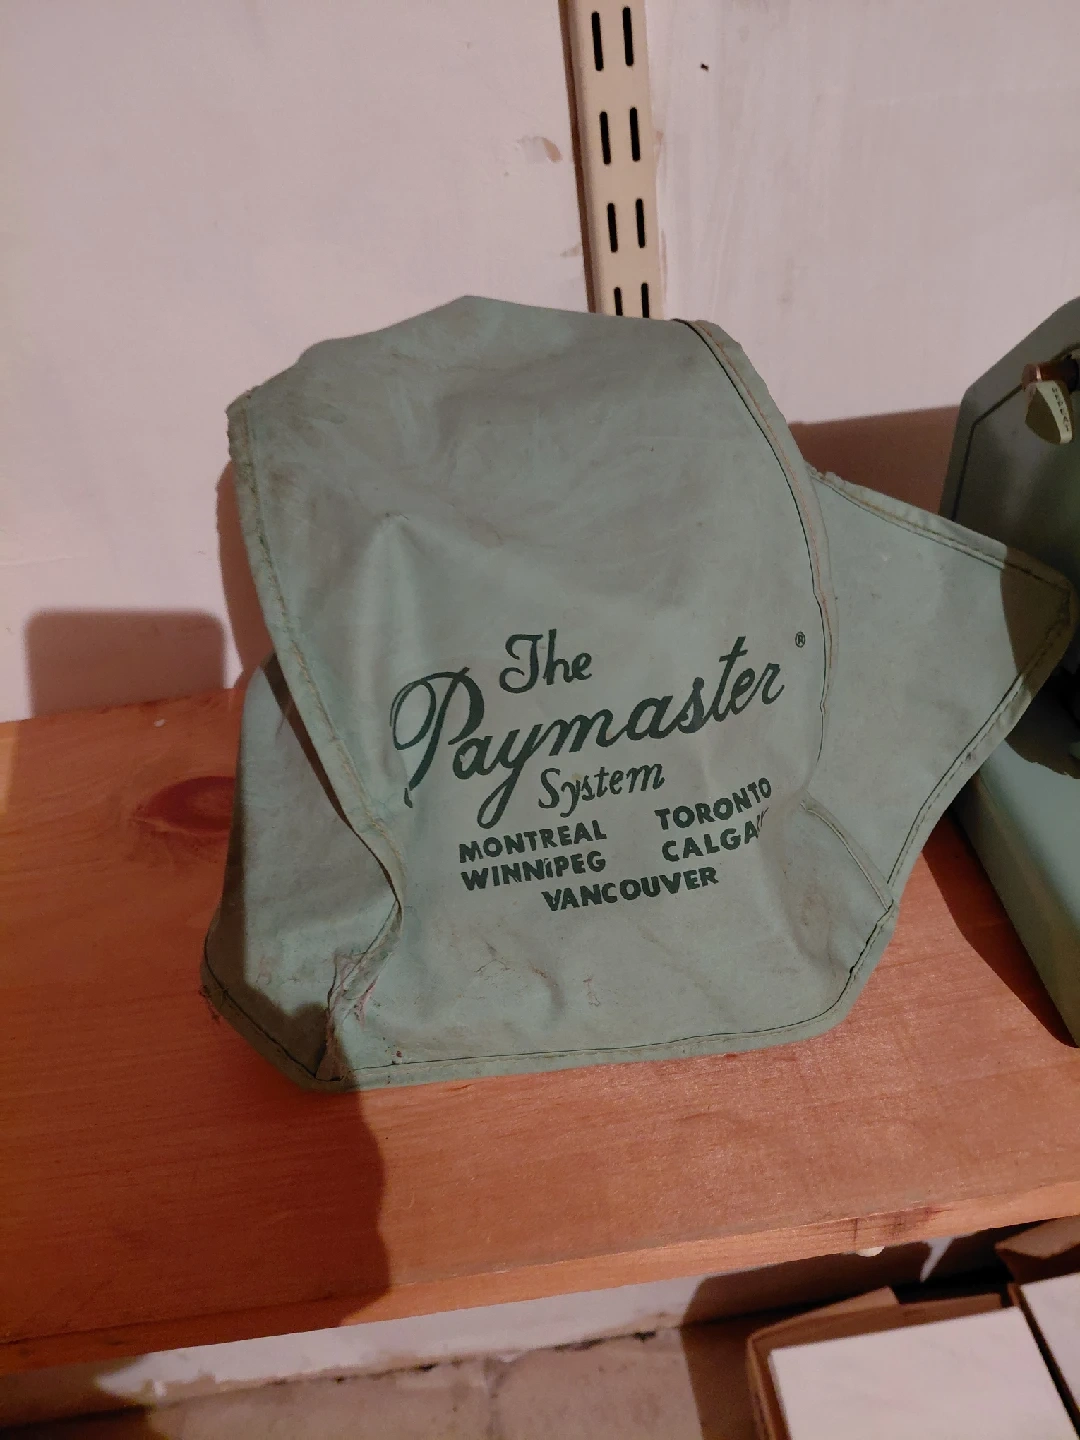 The
Paymaster ®
System
MONTREAL TORONTO
WINNiPEG
VANCOUVER